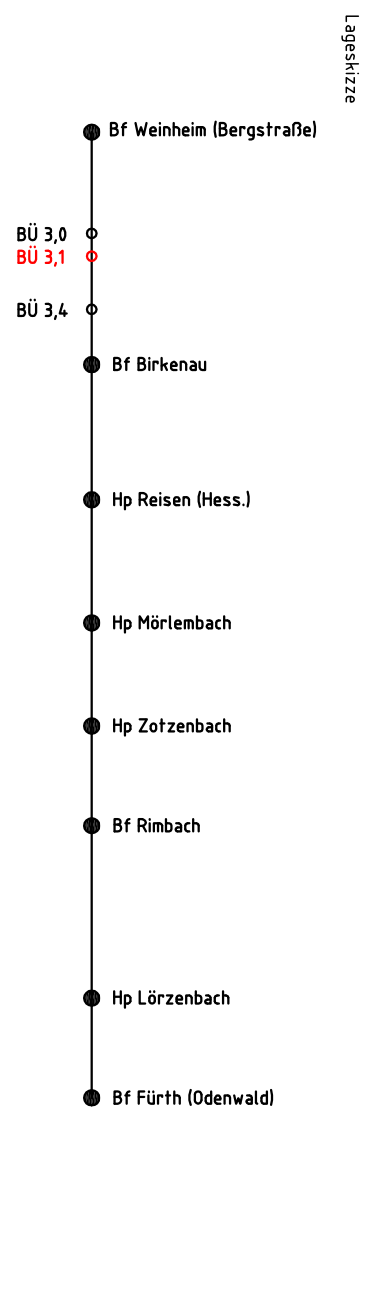 Lageskizze
Bf Weinheim (Bergstraße)
BÜ 3,0
BÜ 3,1
BÜ 3,4
Bf Birkenau
Hp Reisen (Hess.)
Hp Mörlembach
Hp Zotzenbach
Bf Rimbach
Hp Lörzenbach
Bf Fürth (Odenwald)